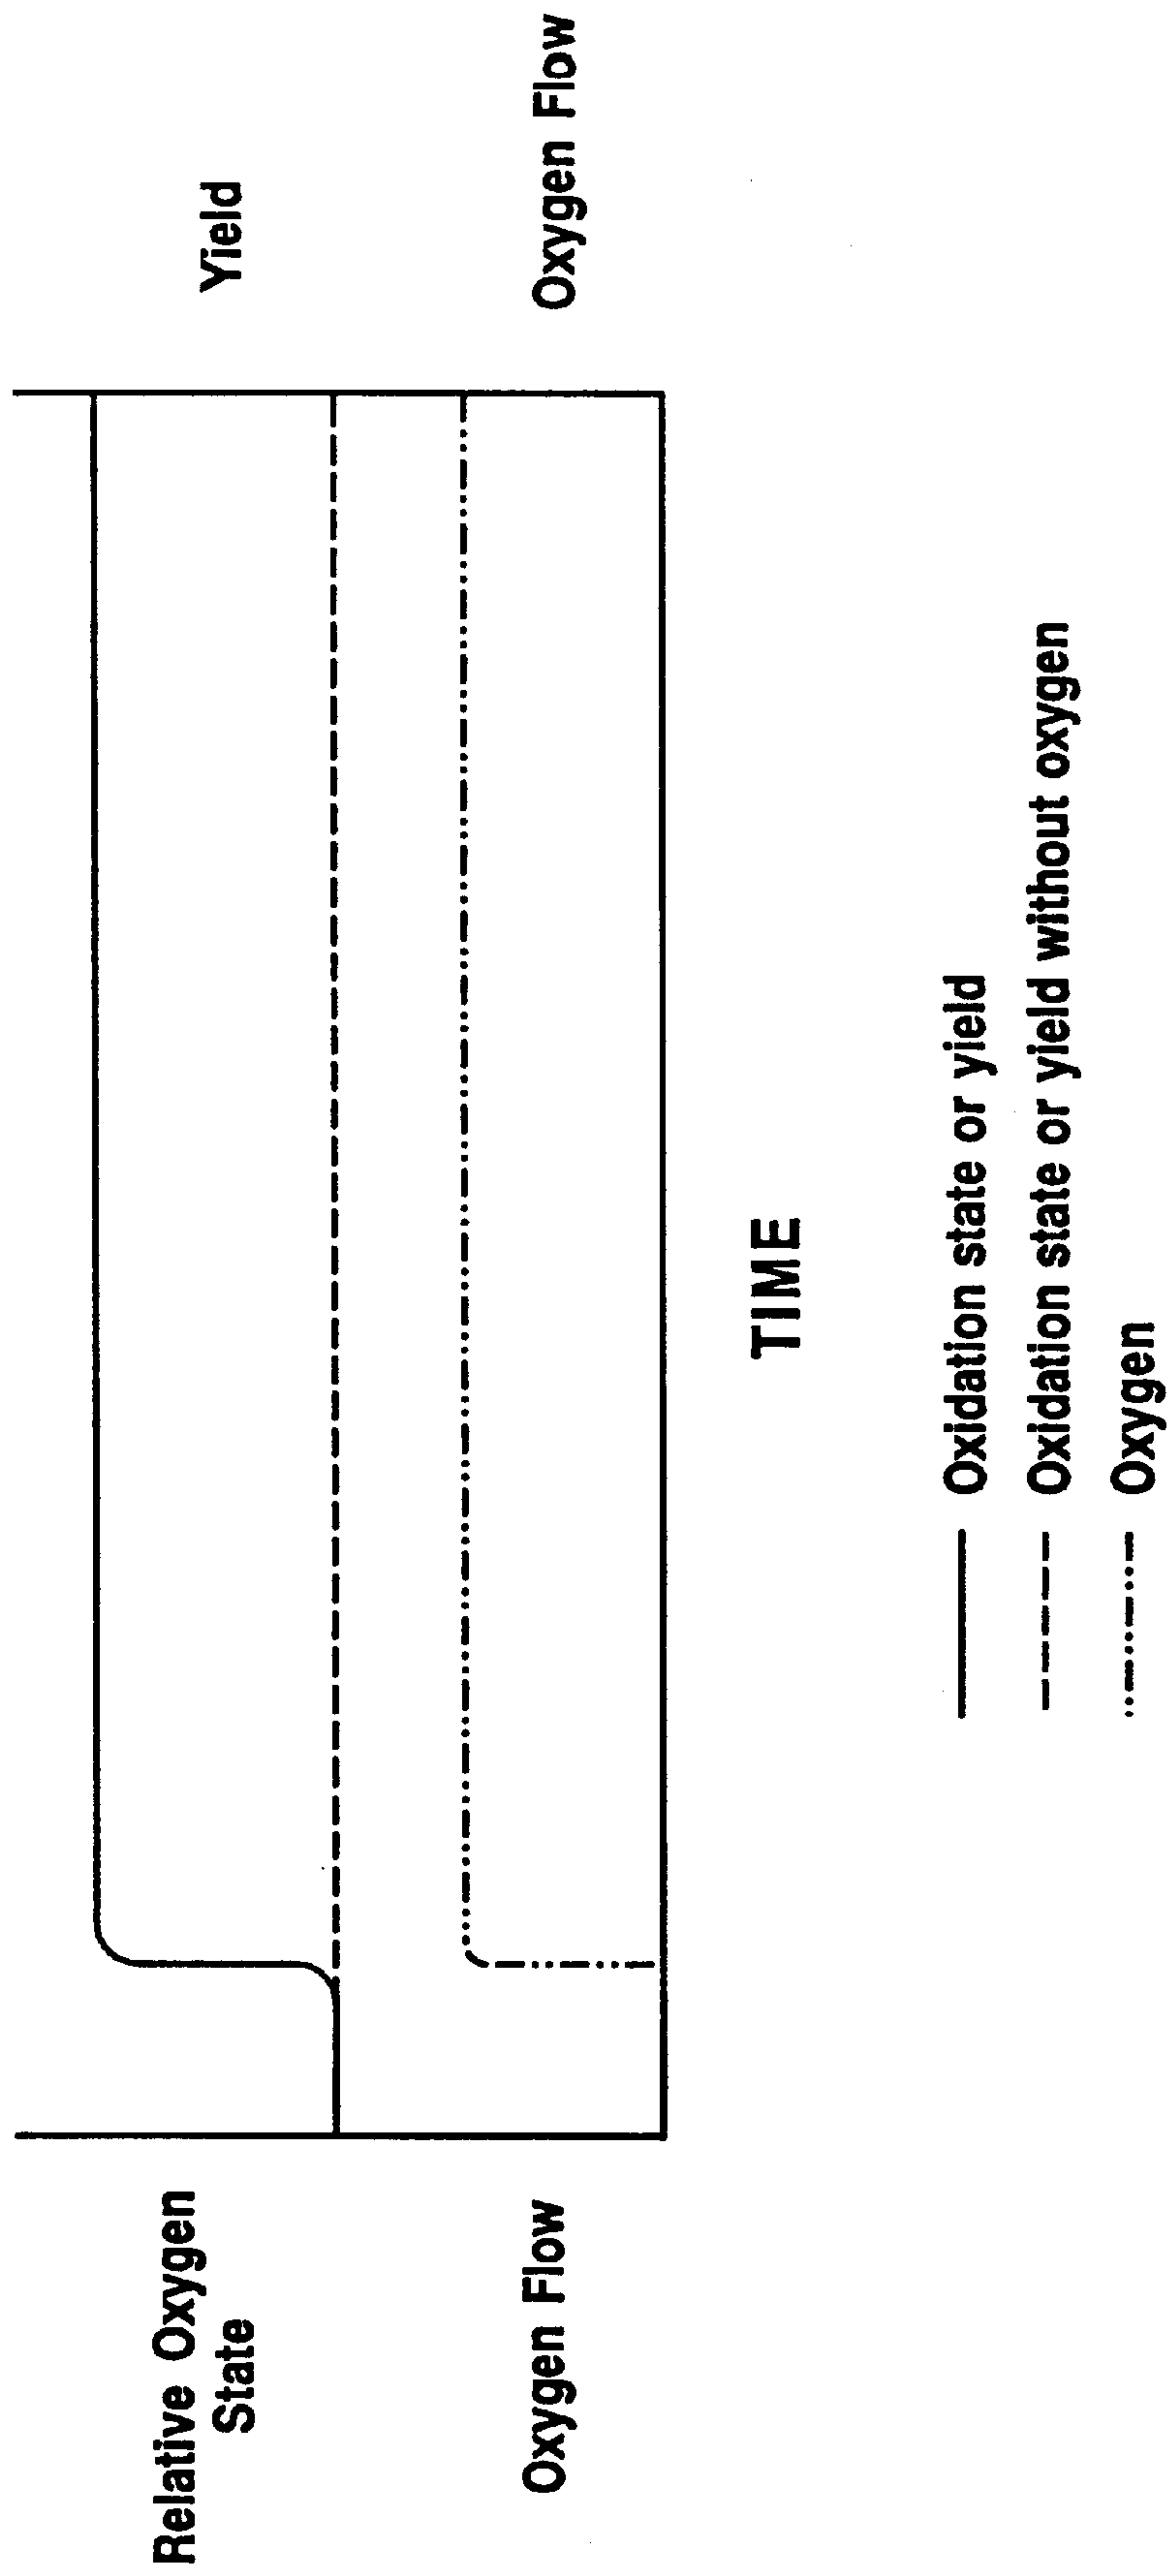 Relative Oxygen
State
Yield
Oxygen Flow
Oxygen Flow
TIME
Oxidation state or yield
Oxidation state or yield without oxygen
Oxygen